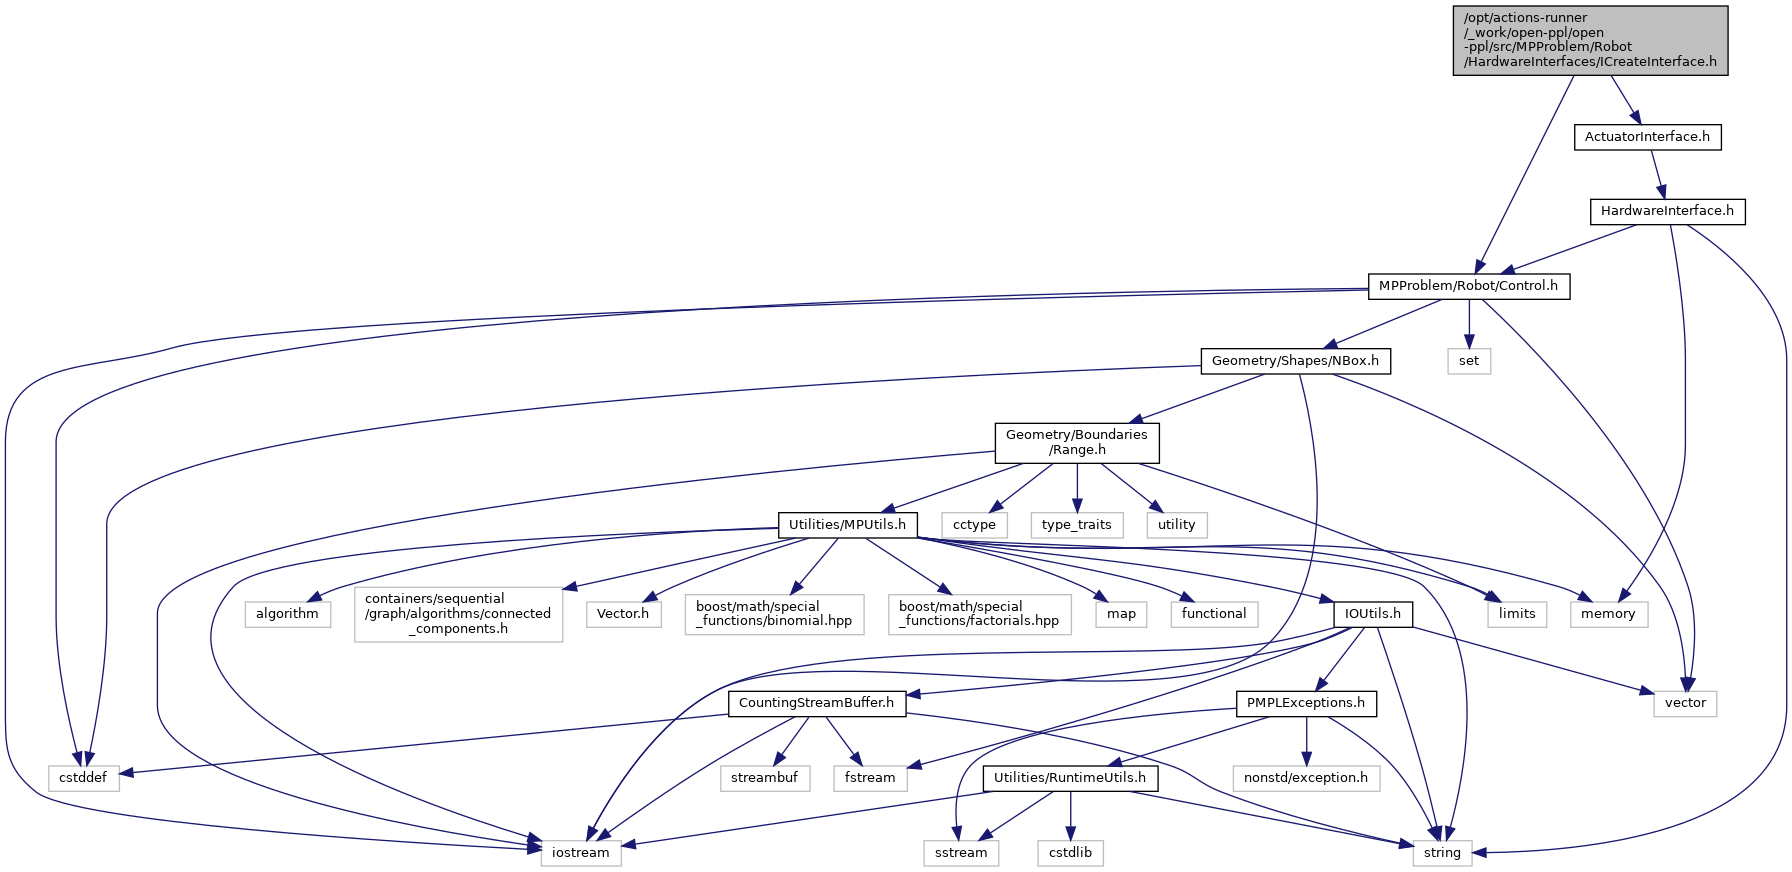 /opt/actions-runner
/_work/open-ppl/open
-ppl/src/MPProblem/Robot
/HardwareInterfaces/ICreateInterface.h
ActuatorInterface.h
HardwareInterface.h
MPProblem/Robot/Control.h
Geometry/Shapes/NBox.h
set
Geometry/Boundaries
/Range.h
Utilities/MPUtils.h
cctype
type_traits
utility
algorithm
containers/sequential
/graph/algorithms/connected
_components.h
Vector.h
boost/math/special
_functions/binomial.hpp
boost/math/special
_functions/factorials.hpp
map
functional
IOUtils.h
limits
memory
CountingStreamBuffer.h
PMPLExceptions.h
vector
cstddef
streambuf
fstream
Utilities/RuntimeUtils.h
nonstd/exception.h
iostream
sstream
cstdlib
string